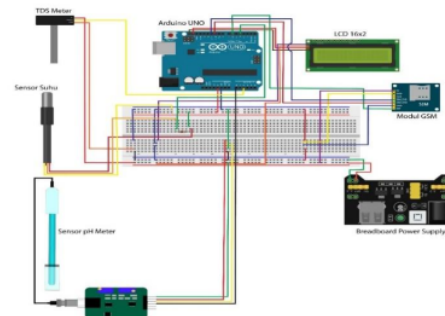 TDS Meter
Arduino UNO
LCD 16x2
Sensor Suhu
Modul GSM
Sensor pH Meter
Breadboard Power Supply